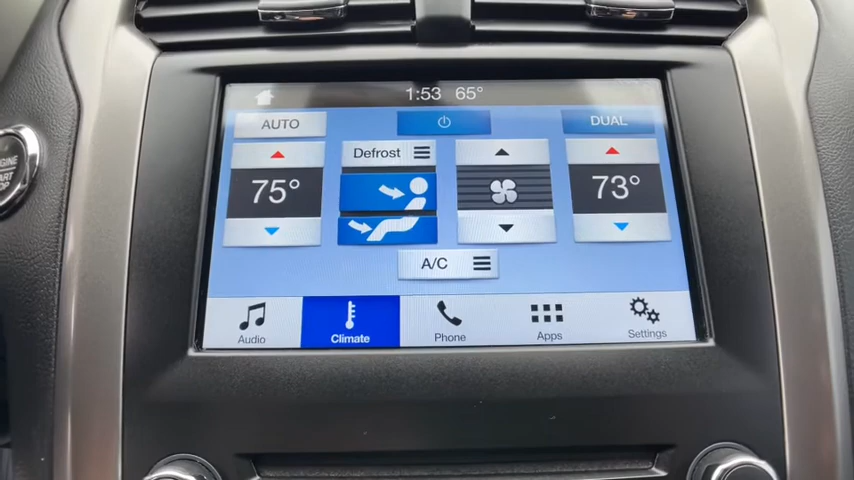 1:53 65°
AUTO
DUAL
Defrost
75°
73°
A/C
Audio
Climate
Phone
Apps
Settings